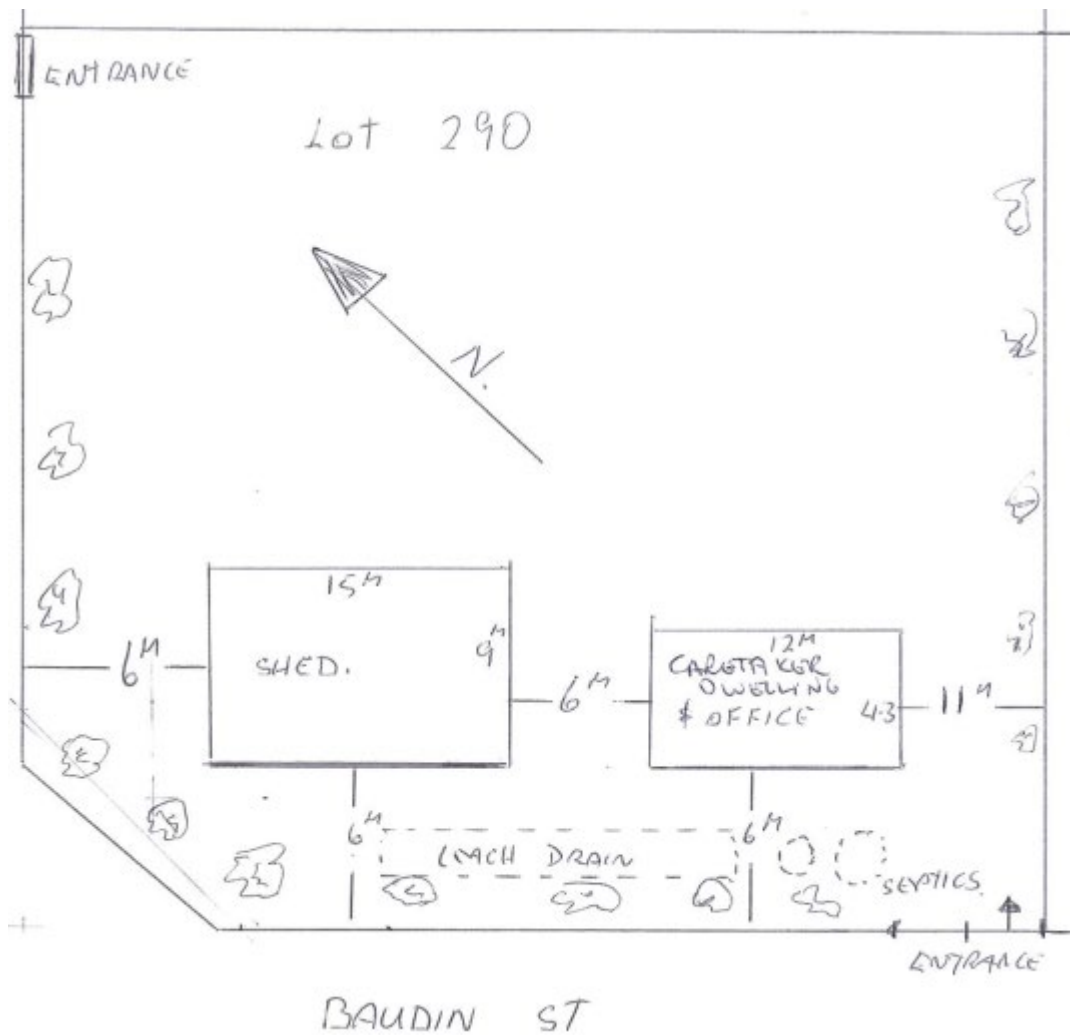 ENTRANCE
LOT 290
N.
15M
SHED.
9M
6M
6M
12M
CARETAKER
DWELLING
& OFFICE
4.3
11M
6M
LEACH DRAIN
6M
SEPTICS.
ENTRANCE
BAUDIN ST